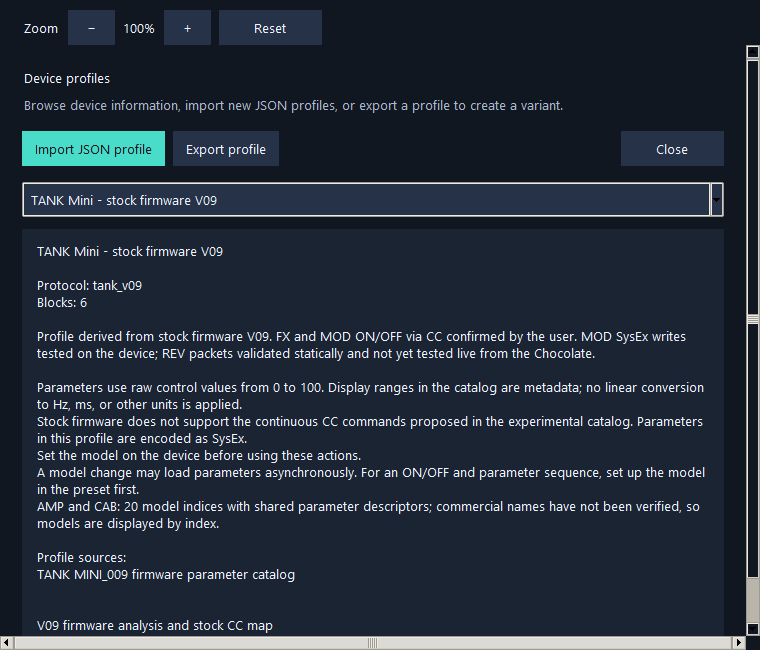 Zoom − 100% + Reset
Device profiles
Browse device information, import new JSON profiles, or export a profile to create a variant.
Import JSON profile Export profile Close
TANK Mini - stock firmware V09
TANK Mini - stock firmware V09
Protocol: tank_v09
Blocks: 6
Profile derived from stock firmware V09. FX and MOD ON/OFF via CC confirmed by the user. MOD SysEx writes
tested on the device; REV packets validated statically and not yet tested live from the Chocolate.
Parameters use raw control values from 0 to 100. Display ranges in the catalog are metadata; no linear conversion
to Hz, ms, or other units is applied.
Stock firmware does not support the continuous CC commands proposed in the experimental catalog. Parameters
in this profile are encoded as SysEx.
Set the model on the device before using these actions.
A model change may load parameters asynchronously. For an ON/OFF and parameter sequence, set up the model
in the preset first.
AMP and CAB: 20 model indices with shared parameter descriptors; commercial names have not been verified, so
models are displayed by index.
Profile sources:
TANK MINI_009 firmware parameter catalog
V09 firmware analysis and stock CC map